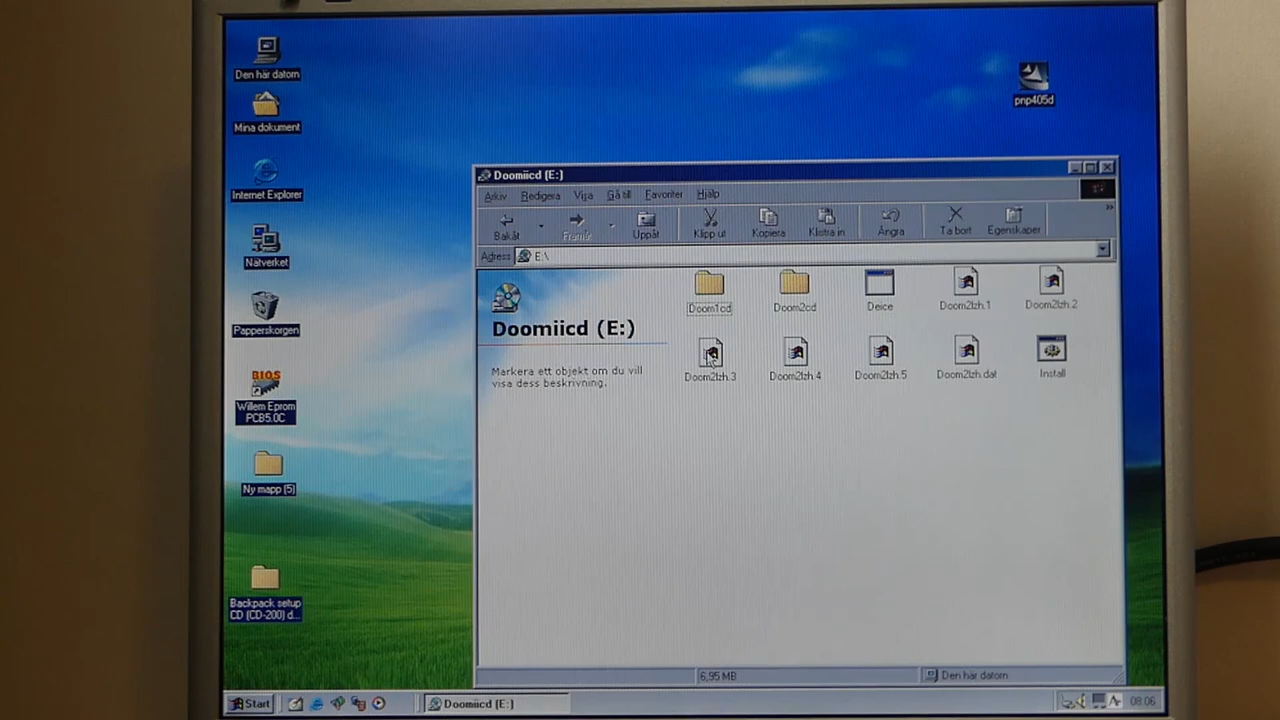 Den här datorn
Mina dokument
Internet Explorer
Nätverket
Papperskorgen
BIOS
Willem Eprom
PCB5.0C
Ny mapp (5)
Backpack setup
CD (CD-200) d...
pnp405d
Doomiicd (E:)
Arkiv Redigera Visa Gå till Favoriter Hjälp
Bakåt Framåt Uppåt Klipp ut Kopiera Klistra in Ångra Ta bort Egenskaper
Adress E:\
Doomiicd (E:)
Markera ett objekt om du vill
visa dess beskrivning.
Doom1cd Doom2cd Deice Doom2lzh.1 Doom2lzh.2
Doom2lzh.3 Doom2lzh.4 Doom2lzh.5 Doom2lzh.dat Install
6,95 MB Den här datorn
Start Doomiicd (E:) 08:06